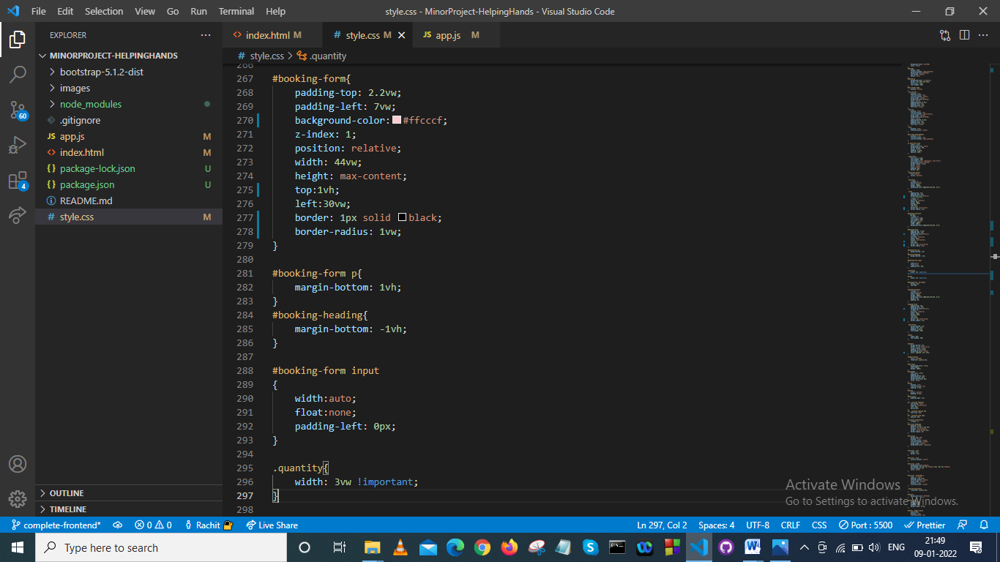 File Edit Selection View Go Run Terminal Help
style.css - MinorProject-HelpingHands - Visual Studio Code
EXPLORER
MINORPROJECT-HELPINGHANDS
bootstrap-5.1.2-dist
images
node_modules
.gitignore
JS app.js M
<> index.html M
{} package-lock.json U
{} package.json U
README.md
# style.css M
OUTLINE
TIMELINE
60
4
<> index.html M
# style.css M
JS app.js M
# style.css > .quantity
266
267 #booking-form{
268 padding-top: 2.2vw;
269 padding-left: 7vw;
270 background-color: #ffcccf;
271 z-index: 1;
272 position: relative;
273 width: 44vw;
274 height: max-content;
275 top:1vh;
276 left:30vw;
277 border: 1px solid black;
278 border-radius: 1vw;
279 }
280
281 #booking-form p{
282 margin-bottom: 1vh;
283 }
284 #booking-heading{
285 margin-bottom: -1vh;
286 }
287
288 #booking-form input
289 {
290 width:auto;
291 float:none;
292 padding-left: 0px;
293 }
294
295 .quantity{
296 width: 3vw !important;
297 }
298
Activate Windows
Go to Settings to activate Windows.
complete-frontend* 0 0 Rachit Live Share
Ln 297, Col 2 Spaces: 4 UTF-8 CRLF CSS Port : 5500 Prettier
Type here to search
ENG
21:49
09-01-2022